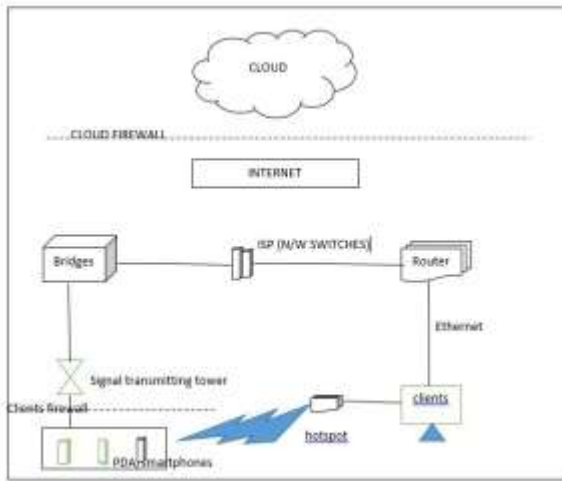 CLOUD
CLOUD FIREWALL
INTERNET
ISP (N/W SWITCHES)
Bridges
Router
Ethernet
Signal transmitting tower
Clients firewall
clients
hotspot
PDA/smartphones